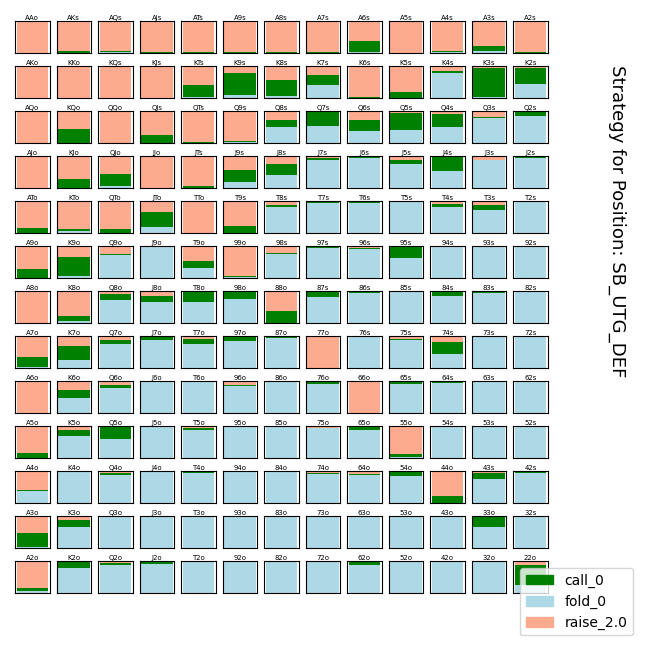 AAo AKs AQs AJs ATs A9s A8s A7s A6s A5s A4s A3s A2s
AKo KKo KQs KJs KTs K9s K8s K7s K6s K5s K4s K3s K2s
AQo KQo QQo QJs QTs Q9s Q8s Q7s Q6s Q5s Q4s Q3s Q2s
AJo KJo QJo JJo JTs J9s J8s J7s J6s J5s J4s J3s J2s
ATo KTo QTo JTo TTo T9s T8s T7s T6s T5s T4s T3s T2s
A9o K9o Q9o J9o T9o 99o 98s 97s 96s 95s 94s 93s 92s
A8o K8o Q8o J8o T8o 98o 88o 87s 86s 85s 84s 83s 82s
A7o K7o Q7o J7o T7o 97o 87o 77o 76s 75s 74s 73s 72s
A6o K6o Q6o J6o T6o 96o 86o 76o 66o 65s 64s 63s 62s
A5o K5o Q5o J5o T5o 95o 85o 75o 65o 55o 54s 53s 52s
A4o K4o Q4o J4o T4o 94o 84o 74o 64o 54o 44o 43s 42s
A3o K3o Q3o J3o T3o 93o 83o 73o 63o 53o 43o 33o 32s
A2o K2o Q2o J2o T2o 92o 82o 72o 62o 52o 42o 32o 22o
Strategy for Position: SB_UTG_DEF
call_0
fold_0
raise_2.0